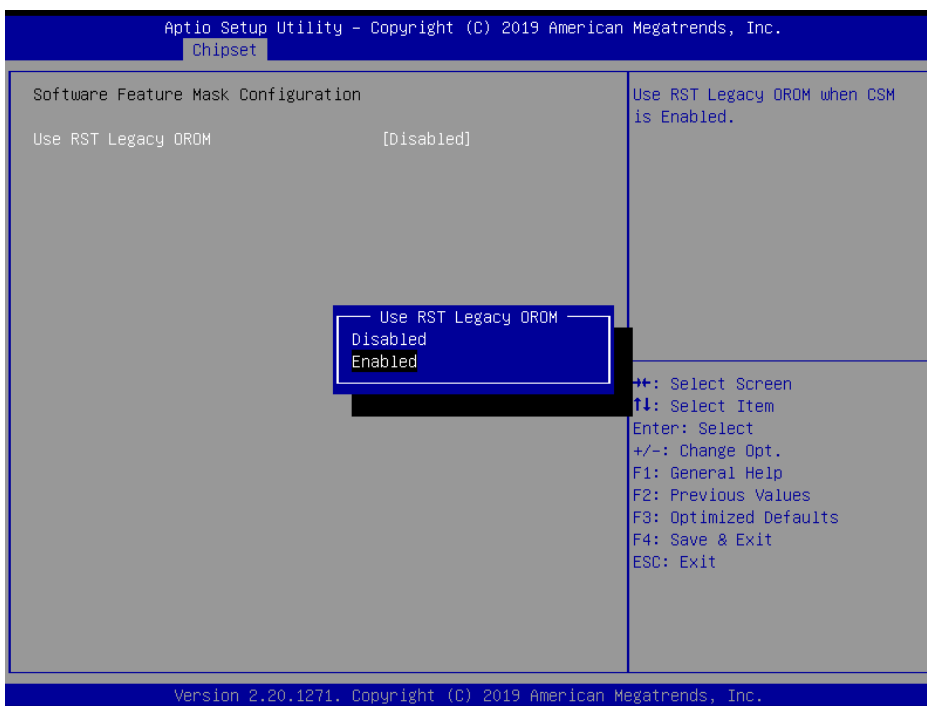 Aptio Setup Utility – Copyright (C) 2019 American Megatrends, Inc.
Chipset
Software Feature Mask Configuration
Use RST Legacy OROM [Disabled]
Use RST Legacy OROM when CSM
is Enabled.
Use RST Legacy OROM
Disabled
Enabled
→←: Select Screen
↑↓: Select Item
Enter: Select
+/-: Change Opt.
F1: General Help
F2: Previous Values
F3: Optimized Defaults
F4: Save & Exit
ESC: Exit
Version 2.20.1271. Copyright (C) 2019 American Megatrends, Inc.